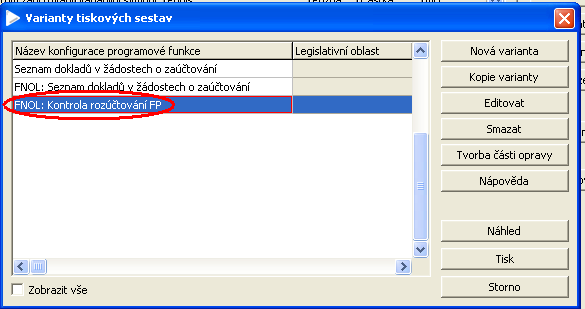 Varianty tiskových sestav
Název konfigurace programové funkce
Legislativní oblast
Seznam dokladů v žádostech o zaúčtování
FNOL: Seznam dokladů v žádostech o zaúčtování
FNOL: Kontrola rozúčtování FP
Zobrazit vše
Nová varianta
Kopie varianty
Editovat
Smazat
Tvorba části opravy
Nápověda
Náhled
Tisk
Storno